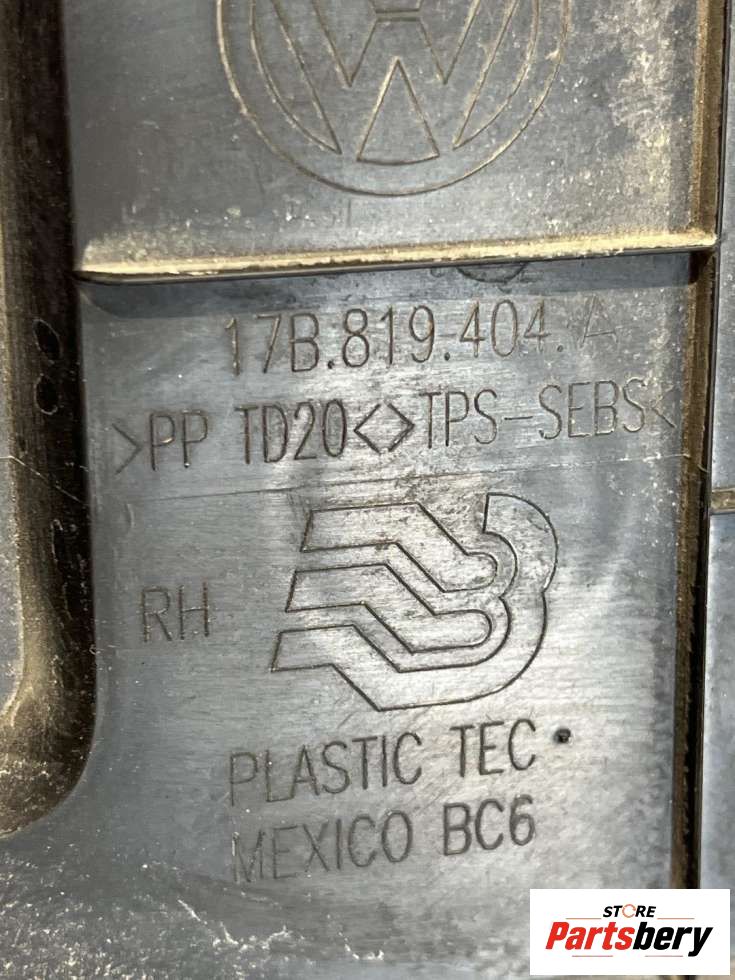 17B.819.404.A
>PP TD20<>TPS-SEBS<
RH
PLASTIC TEC
MEXICO BC6
STORE
Partsbery